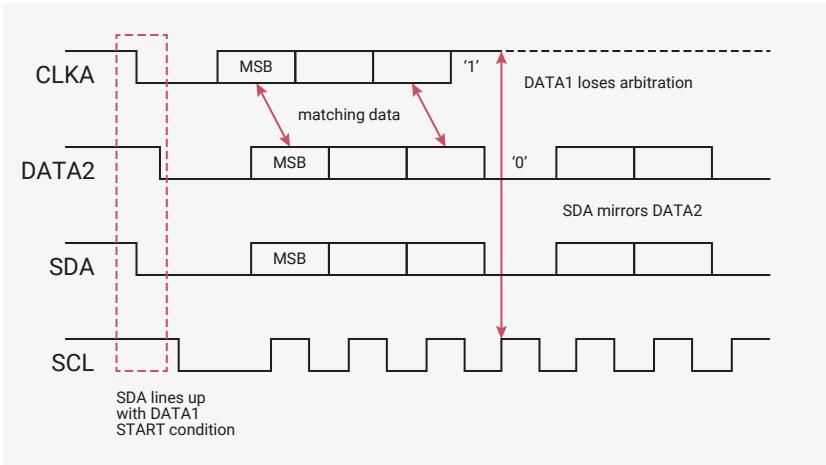 CLKA
MSB
'1'
DATA1 loses arbitration
matching data
DATA2
MSB
'0'
SDA mirrors DATA2
SDA
MSB
SCL
SDA lines up
with DATA1
START condition